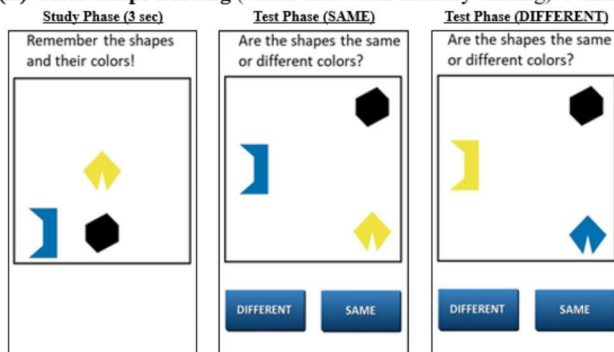 Study Phase (3 sec)
Remember the shapes
and their colors!
Test Phase (SAME)
Are the shapes the same
or different colors?
DIFFERENT
SAME
Test Phase (DIFFERENT)
Are the shapes the same
or different colors?
DIFFERENT
SAME